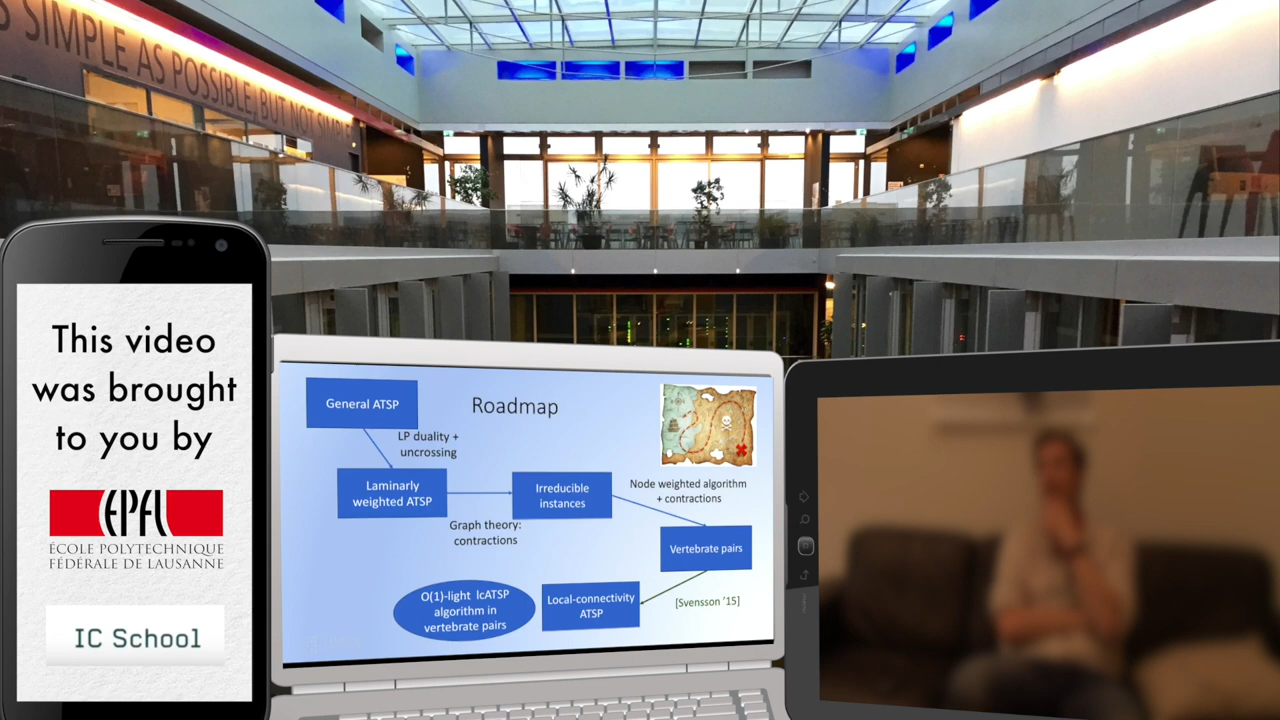 S SIMPLE AS POSSIBLE, BUT NOT SIMPLE
This video
was brought
to you by
EPFL
ÉCOLE POLYTECHNIQUE
FÉDÉRALE DE LAUSANNE
IC School
Roadmap
General ATSP
LP duality +
uncrossing
Laminarly
weighted ATSP
Graph theory:
contractions
Irreducible
instances
Node weighted algorithm
+ contractions
Vertebrate pairs
[Svensson '15]
Local-connectivity
ATSP
O(1)-light lcATSP
algorithm in
vertebrate pairs